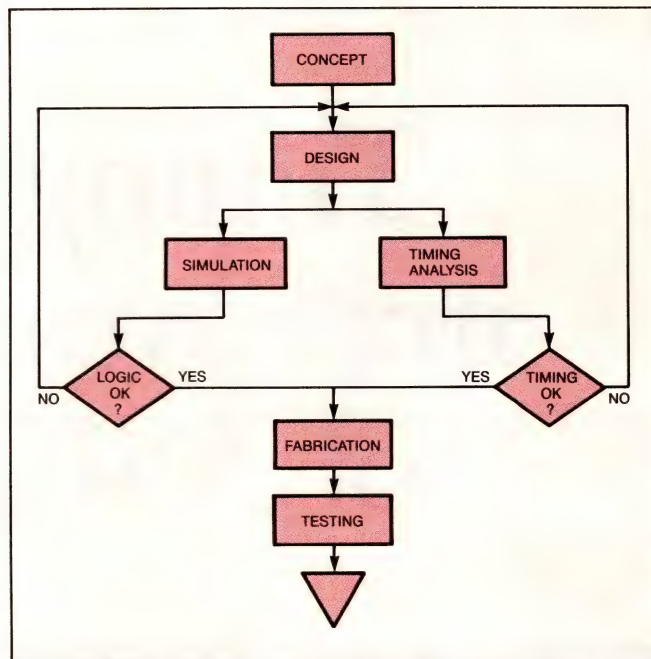 CONCEPT
DESIGN
SIMULATION
TIMING
ANALYSIS
LOGIC
OK
?
YES
NO
YES
TIMING
OK
?
NO
FABRICATION
TESTING